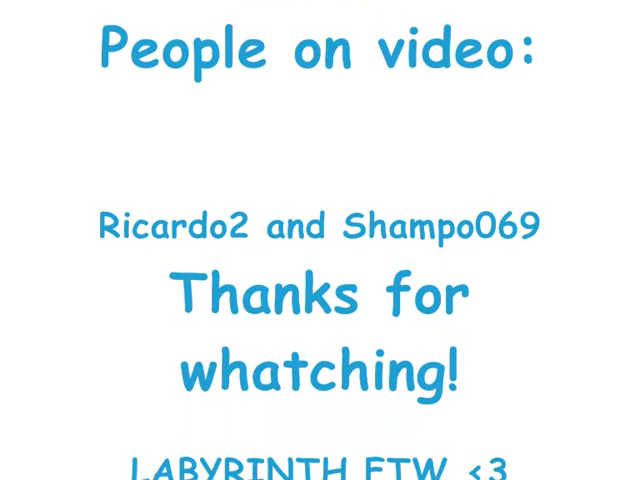 People on video:
Ricardo2 and Shampo069
Thanks for
whatching!
LABYRINTH FTW <3